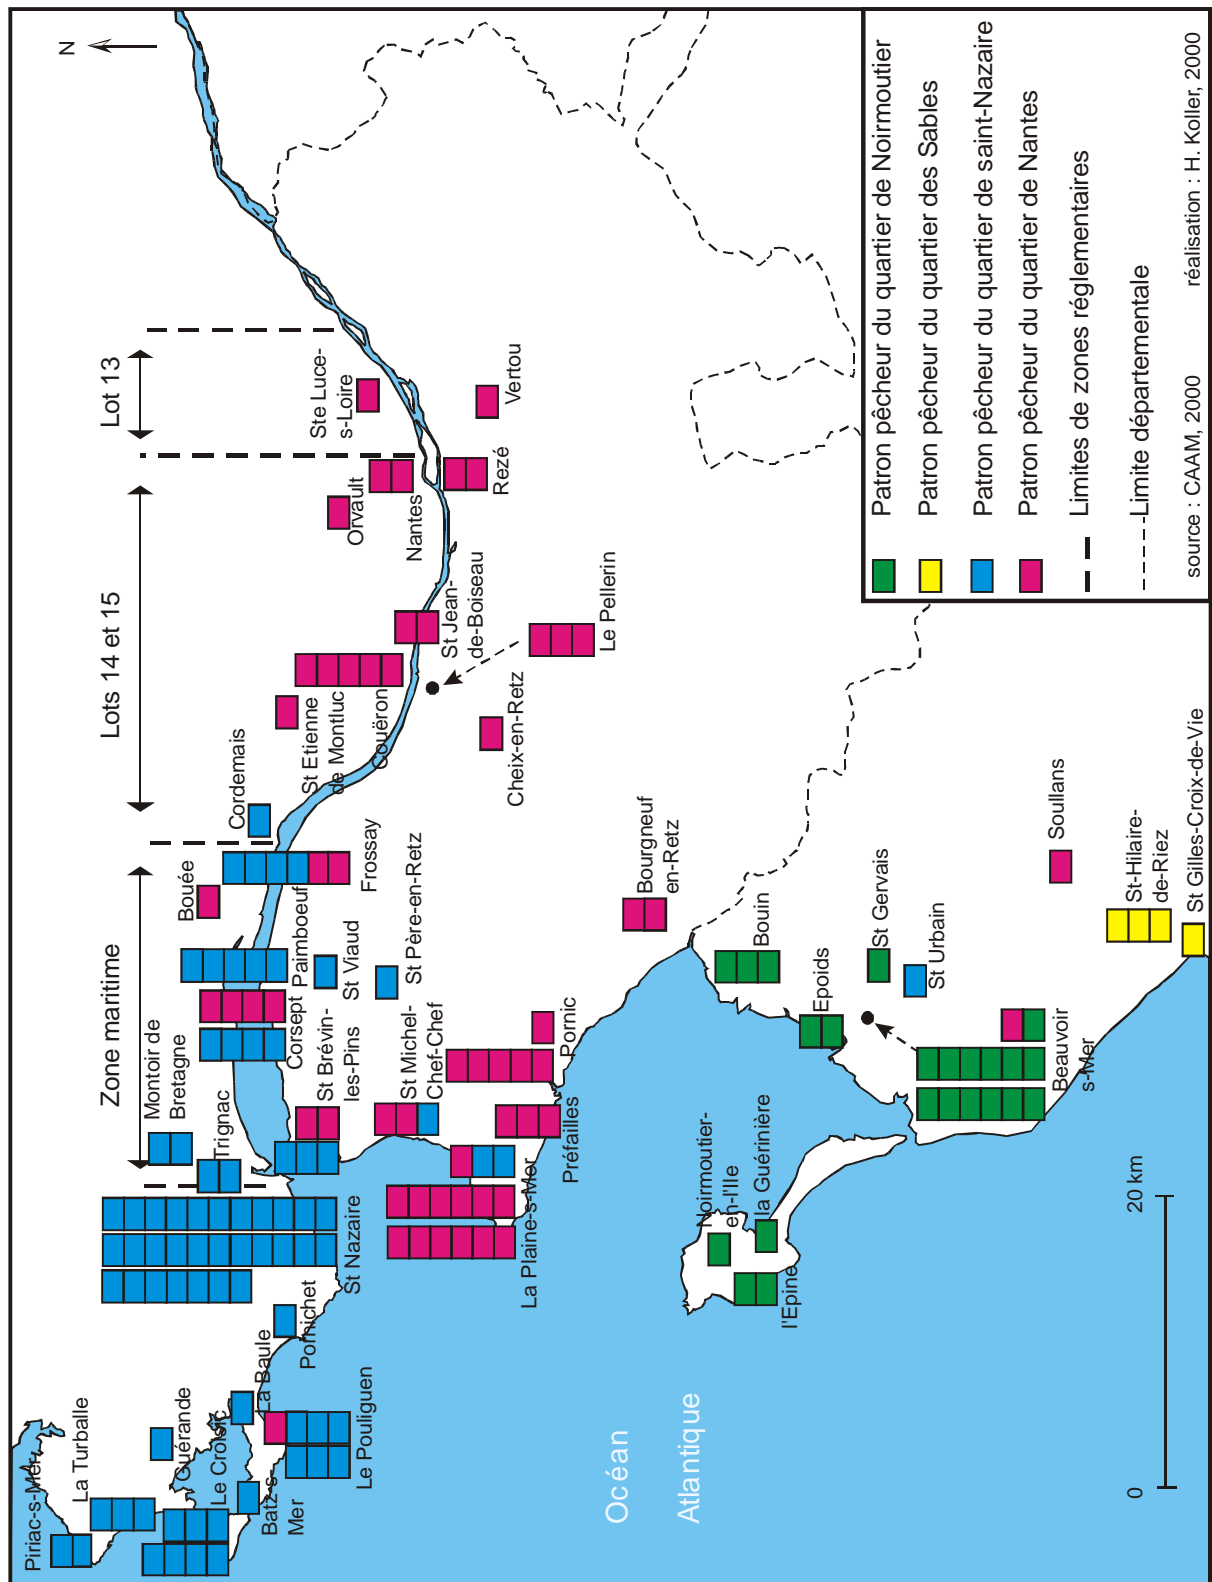 N
Zone maritime
Lots 14 et 15
Lot 13
Piriac-s-Mer
La Turballe
Guérande
Le Croisic
Batz-s-
Mer
La Baule
Le Pouliguen
Pornichet
St Nazaire
Trignac
Montoir de
Bretagne
St Brévin-
les-Pins
Corsept
Paimboeuf
St Viaud
St Père-en-Retz
Bouée
Frossay
Cordemais
St Etienne
de Montluc
Couëron
St Jean-
de-Boiseau
Le Pellerin
Cheix-en-Retz
Orvault
Nantes
Rezé
Ste Luce-
s-Loire
Vertou
St Michel-
Chef-Chef
La Plaine-s-Mer
Préfailles
Pornic
Bourgneuf
en-Retz
Bouin
Epoids
St Gervais
St Urbain
Beauvoir
s-Mer
Soullans
St-Hilaire-
de-Riez
St Gilles-Croix-de-Vie
Noirmoutier-
en-l'Ile
la Guérinière
l'Epine
Océan
Atlantique
0
20 km
Patron pêcheur du quartier de Noirmoutier
Patron pêcheur du quartier des Sables
Patron pêcheur du quartier de saint-Nazaire
Patron pêcheur du quartier de Nantes
Limites de zones réglementaires
Limite départementale
source : CAAM, 2000 réalisation : H. Koller, 2000